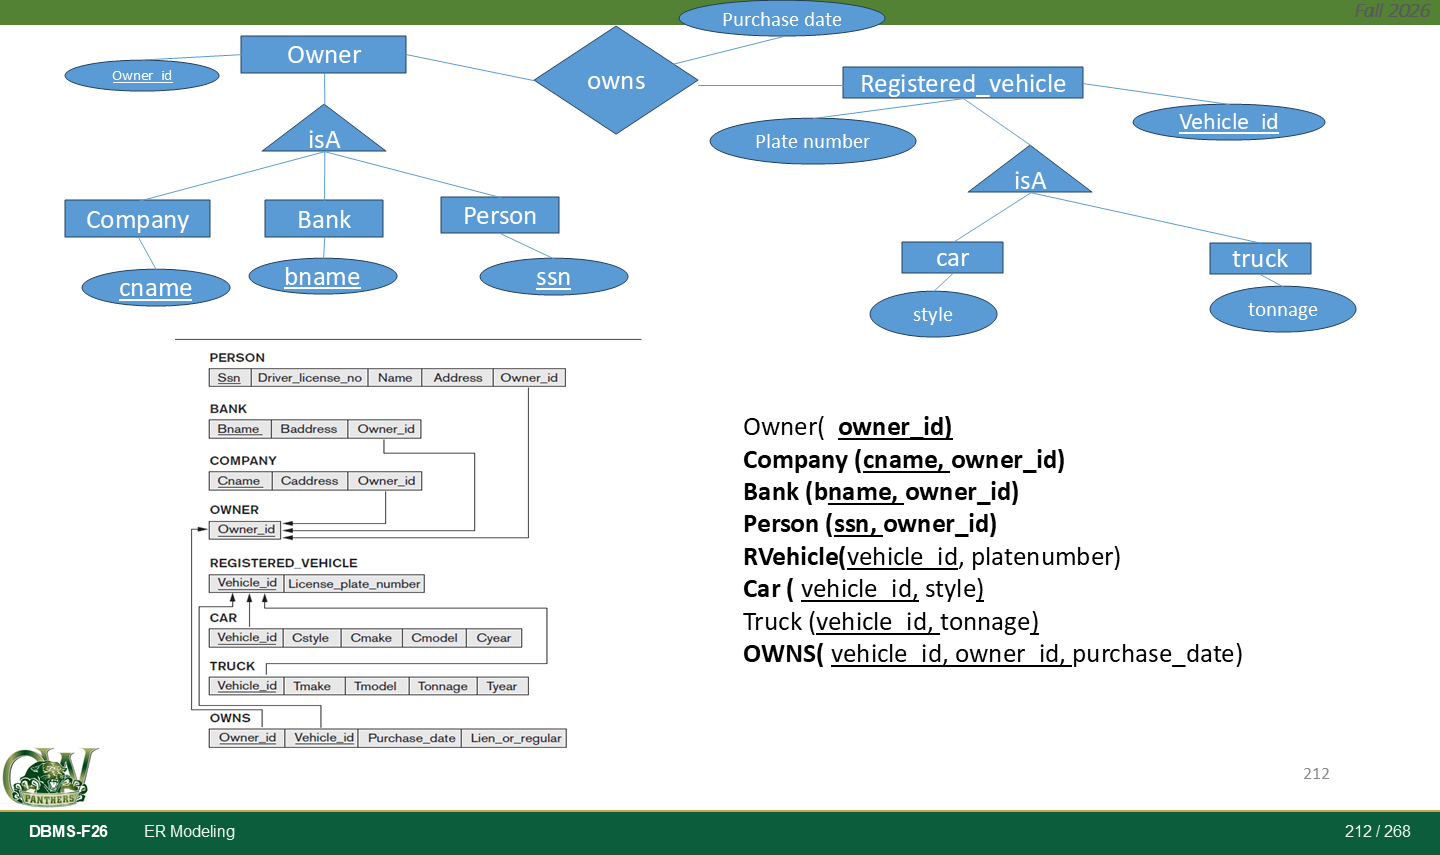 Fall 2026
Purchase date
Owner
Owner_id
owns
Registered_vehicle
Vehicle_id
Plate number
isA
isA
Company
Bank
Person
cname
bname
ssn
car
truck
style
tonnage
PERSON
Ssn Driver_license_no Name Address Owner_id
BANK
Bname Baddress Owner_id
COMPANY
Cname Caddress Owner_id
OWNER
Owner_id
REGISTERED_VEHICLE
Vehicle_id License_plate_number
CAR
Vehicle_id Cstyle Cmake Cmodel Cyear
TRUCK
Vehicle_id Tmake Tmodel Tonnage Tyear
OWNS
Owner_id Vehicle_id Purchase_date Lien_or_regular
Owner( owner_id)
Company (cname, owner_id)
Bank (bname, owner_id)
Person (ssn, owner_id)
RVehicle(vehicle_id, platenumber)
Car ( vehicle_id, style)
Truck (vehicle_id, tonnage)
OWNS( vehicle_id, owner_id, purchase_date)
212
OW
PANTHERS
DBMS-F26 ER Modeling 212 / 268